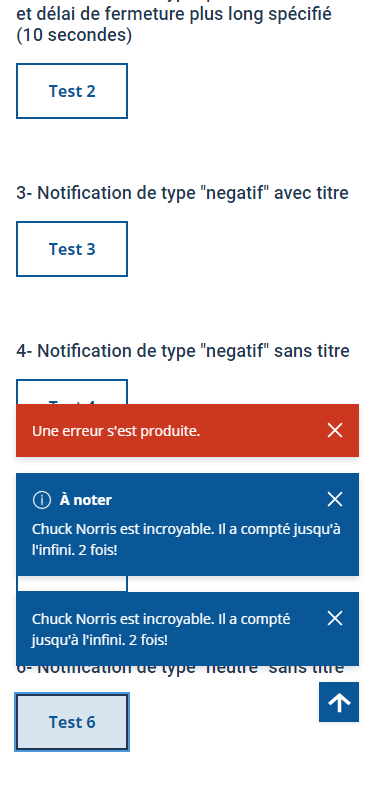 et délai de fermeture plus long spécifié
(10 secondes)
Test 2
3- Notification de type "negatif" avec titre
Test 3
4- Notification de type "negatif" sans titre
Une erreur s'est produite.
À noter
Chuck Norris est incroyable. Il a compté jusqu'à
l'infini. 2 fois!
Chuck Norris est incroyable. Il a compté
jusqu'à l'infini. 2 fois!
6- Notification de type "neutre" sans titre
Test 6